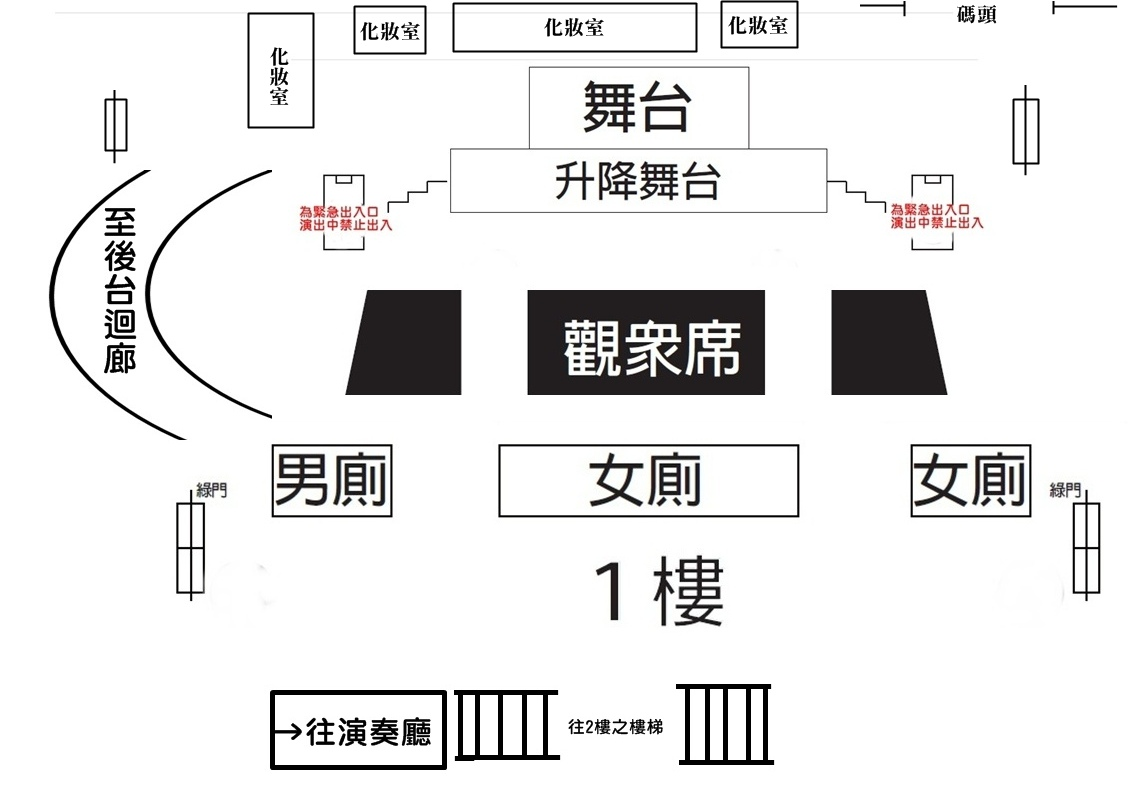 化妝室
化妝室
化妝室
化妝室
碼頭
舞台
升降舞台
為緊急出入口
演出中禁止出入
為緊急出入口
演出中禁止出入
至後台迴廊
觀眾席
男廁
女廁
女廁
綠門
綠門
1樓
→往演奏廳
往2樓之樓梯